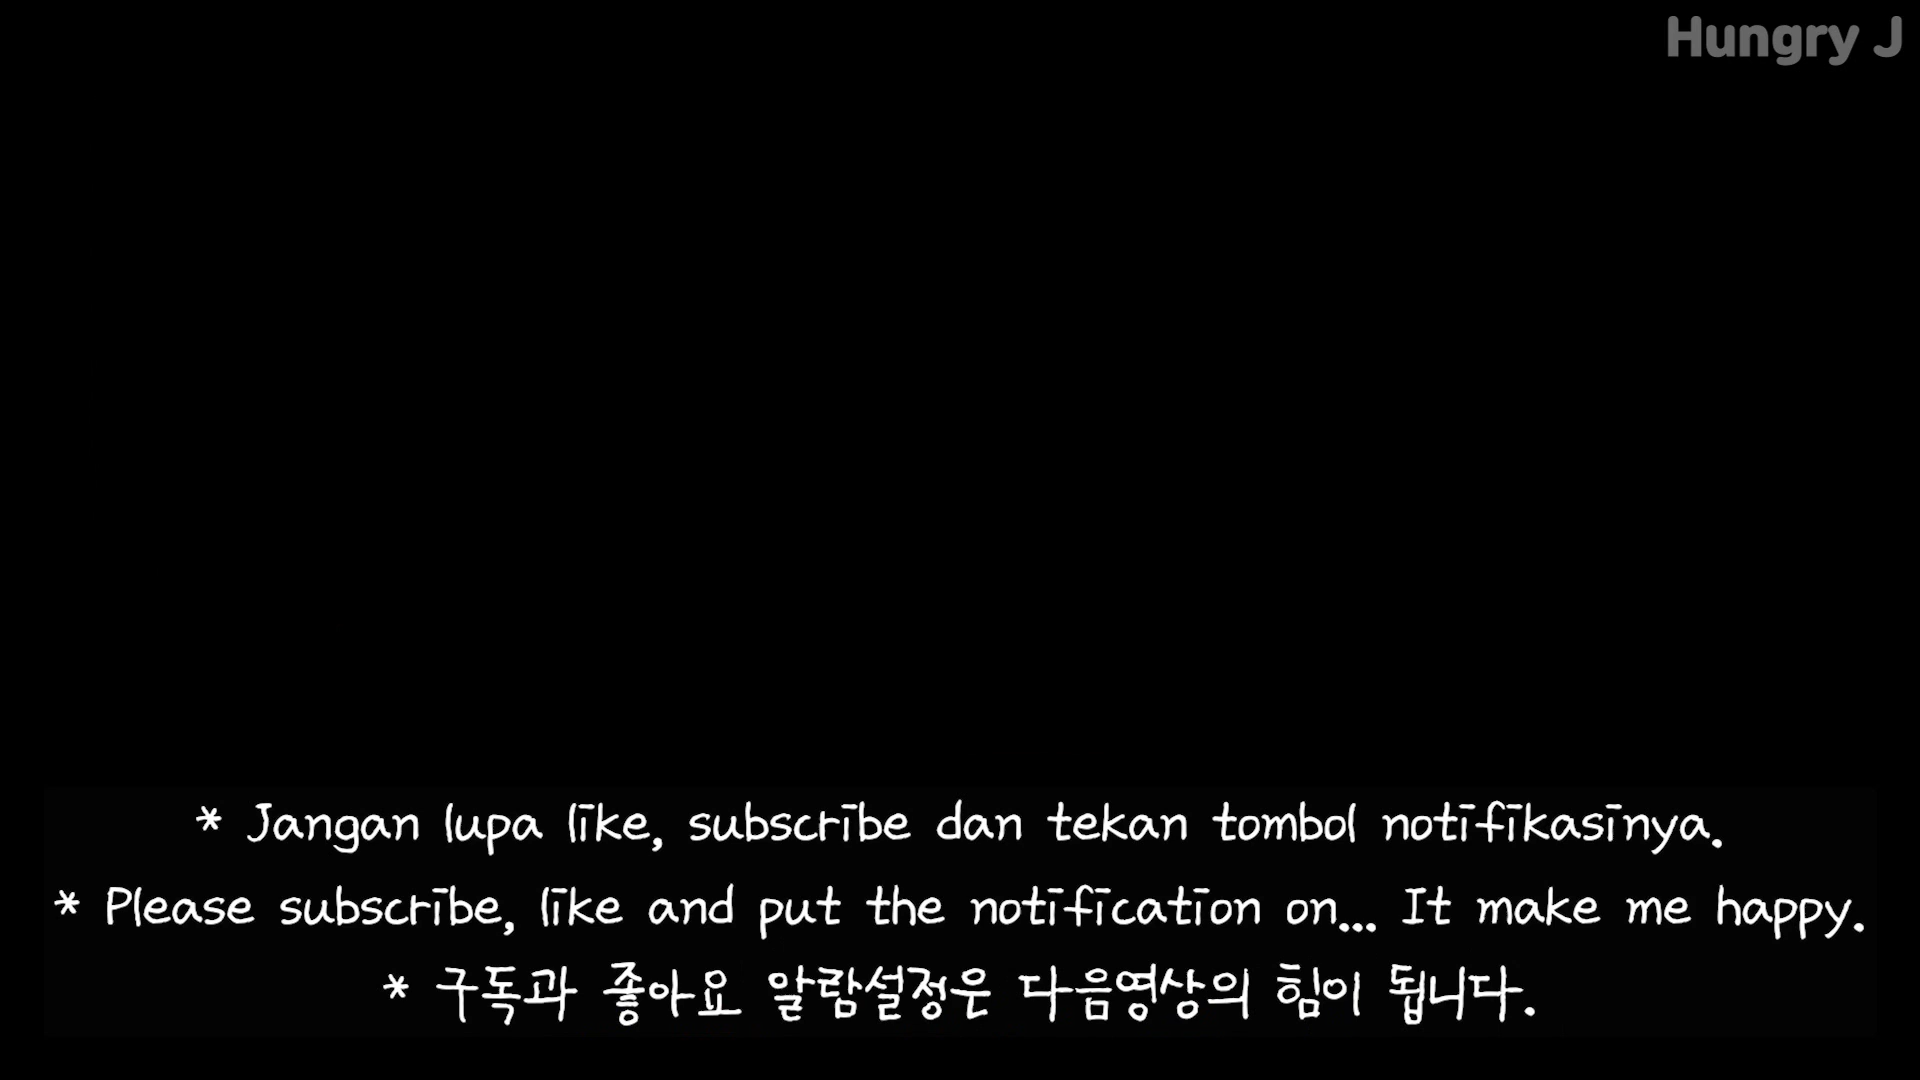 Hungry J
* Jangan lupa like, subscribe dan tekan tombol notifikasinya.
* Please subscribe, like and put the notification on... It make me happy.
* 구독과 좋아요 알람설정은 다음영상의 힘이 됩니다.